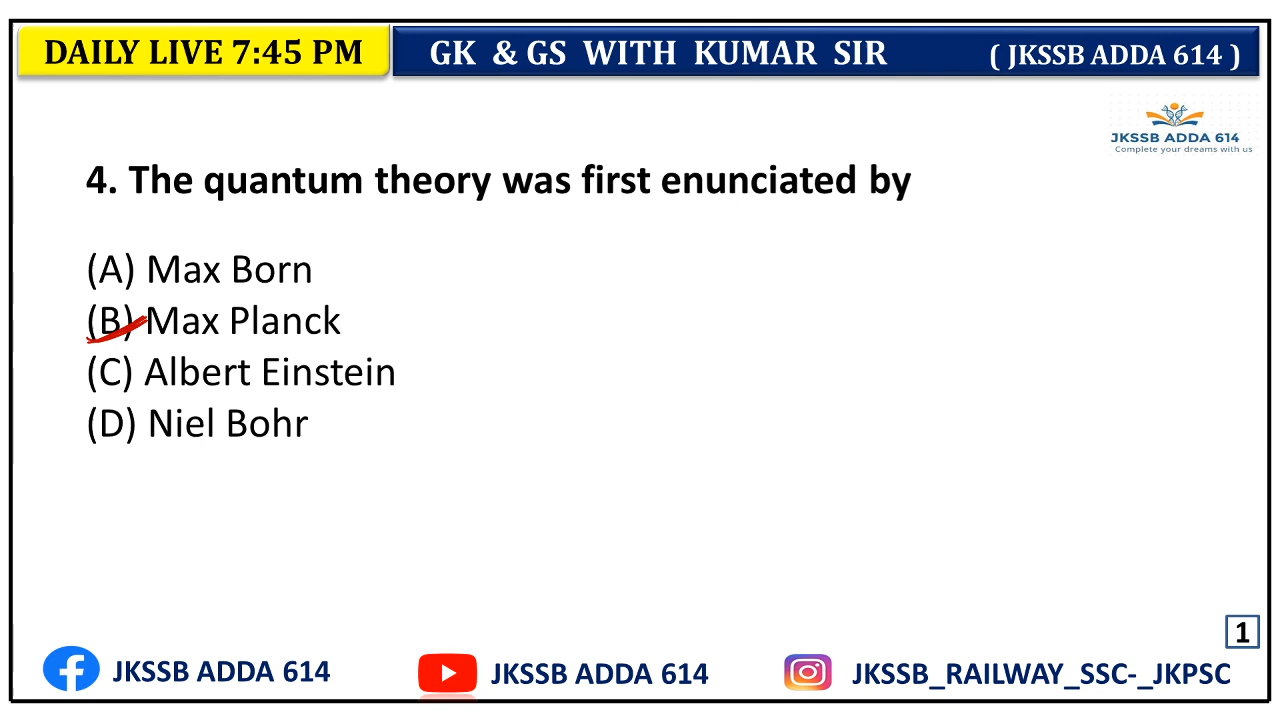 DAILY LIVE 7:45 PM
GK & GS WITH KUMAR SIR ( JKSSB ADDA 614 )
JKSSB ADDA 614
Complete your dreams with us
4. The quantum theory was first enunciated by
(A) Max Born
(B) Max Planck
(C) Albert Einstein
(D) Niel Bohr
1
JKSSB ADDA 614
JKSSB ADDA 614
JKSSB_RAILWAY_SSC-_JKPSC